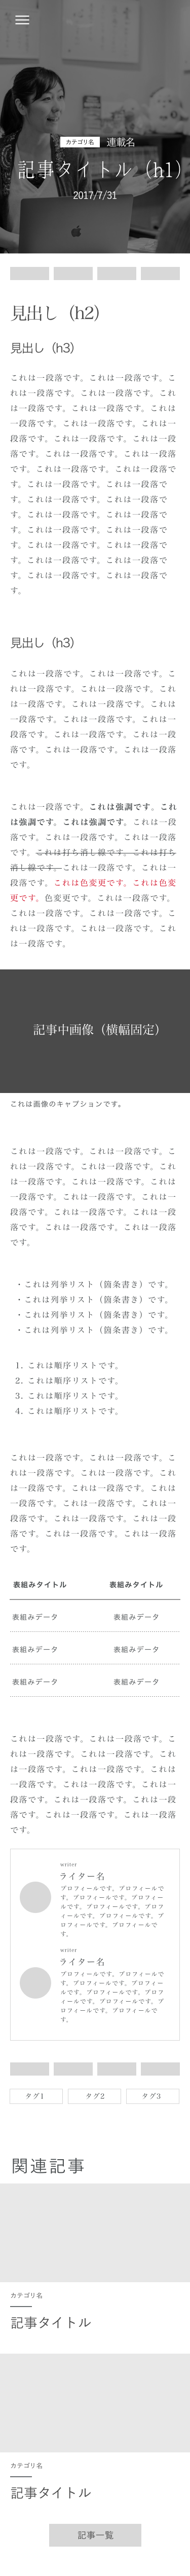 カテゴリ名 連載名
記事タイトル（h1）
2017/7/31
見出し（h2）
見出し（h3）
これは一段落です。これは一段落です。こ
れは一段落です。これは一段落です。これ
は一段落です。これは一段落です。これは
一段落です。これは一段落です。これは一
段落です。これは一段落です。これは一段
落です。これは一段落です。これは一段落
です。これは一段落です。これは一段落で
す。これは一段落です。これは一段落で
す。これは一段落です。これは一段落で
す。これは一段落です。これは一段落で
す。これは一段落です。これは一段落で
す。これは一段落です。これは一段落で
す。これは一段落です。これは一段落で
す。これは一段落です。これは一段落です
。
見出し（h3）
これは一段落です。これは一段落です。こ
れは一段落です。これは一段落です。これ
は一段落です。これは一段落です。これは
一段落です。これは一段落です。これは一
段落です。これは一段落です。これは一段
落です。これは一段落です。これは一段落
です。
これは一段落です。これは強調です。これ
は強調です。これは強調です。これは一段
落です。これは一段落です。これは一段落
です。これは打ち消し線です。これは打ち
消し線です。これは一段落です。これは一
段落です。これは色変更です。これは色変
更です。色変更です。これは一段落です。
これは一段落です。これは一段落です。こ
れは一段落です。これは一段落です。これ
は一段落です。
記事中画像（横幅固定）
これは画像のキャプションです。
これは一段落です。これは一段落です。こ
れは一段落です。これは一段落です。これ
は一段落です。これは一段落です。これは
一段落です。これは一段落です。これは一
段落です。これは一段落です。これは一段
落です。これは一段落です。これは一段落
です。
・これは列挙リスト（箇条書き）です。
・これは列挙リスト（箇条書き）です。
・これは列挙リスト（箇条書き）です。
・これは列挙リスト（箇条書き）です。
1. これは順序リストです。
2. これは順序リストです。
3. これは順序リストです。
4. これは順序リストです。
これは一段落です。これは一段落です。こ
れは一段落です。これは一段落です。これ
は一段落です。これは一段落です。これは
一段落です。これは一段落です。これは一
段落です。これは一段落です。これは一段
落です。これは一段落です。これは一段落
です。
表組みタイトル 表組みタイトル
表組みデータ 表組みデータ
表組みデータ 表組みデータ
表組みデータ 表組みデータ
これは一段落です。これは一段落です。こ
れは一段落です。これは一段落です。これ
は一段落です。これは一段落です。これは
一段落です。これは一段落です。これは一
段落です。これは一段落です。これは一段
落です。これは一段落です。これは一段落
です。
writer
ライター名
プロフィールです。プロフィールで
す。プロフィールです。プロフィー
ルです。プロフィールです。プロフ
ィールです。プロフィールです。プ
ロフィールです。プロフィールで
す。
writer
ライター名
プロフィールです。プロフィールで
す。プロフィールです。プロフィー
ルです。プロフィールです。プロフ
ィールです。プロフィールです。プ
ロフィールです。プロフィールで
す。
タグ1 タグ2 タグ3
関連記事
カテゴリ名
記事タイトル
カテゴリ名
記事タイトル
記事一覧